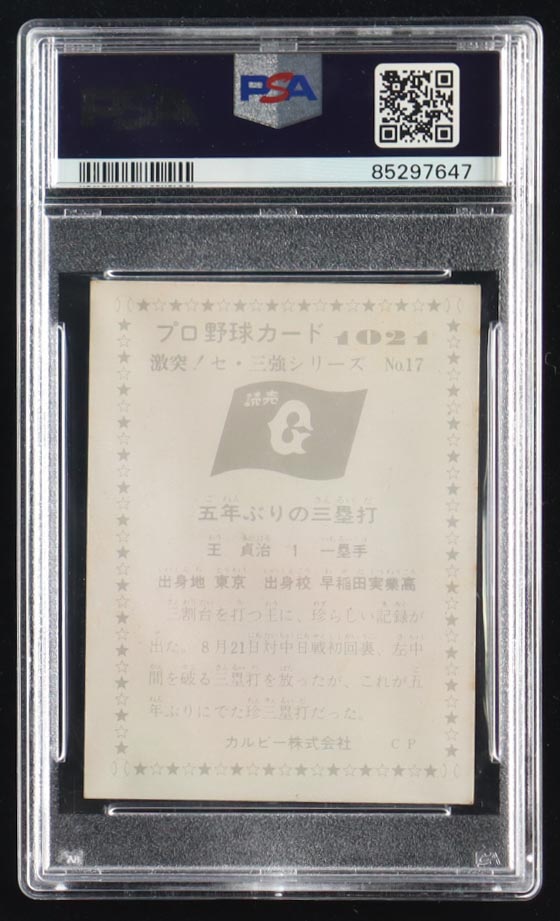 PSA
85297647
プロ野球カード 1021
激突!セ・三強シリーズ No.17
読売
G
五年ぶりの三塁打
王 貞治 1 一塁手
出身地 東京 出身校 早稲田実業高
三割台を打つ王に、珍らしい記録が
出た。8月21日対中日戦初回裏、左中
間を破る三塁打を放ったが、これが五
年ぶりにでた珍三塁打だった。
カルビー株式会社 CP